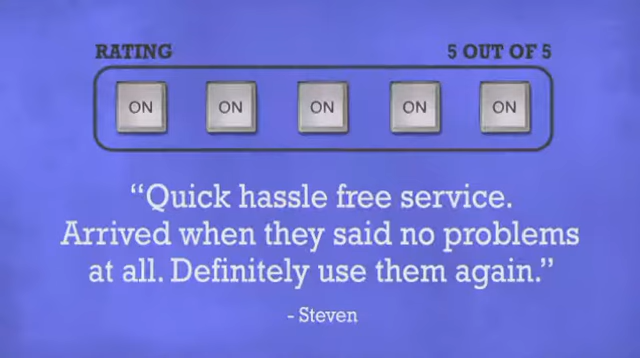 RATING 5 OUT OF 5
ON ON ON ON ON
“Quick hassle free service.
Arrived when they said no problems
at all. Definitely use them again.”
- Steven